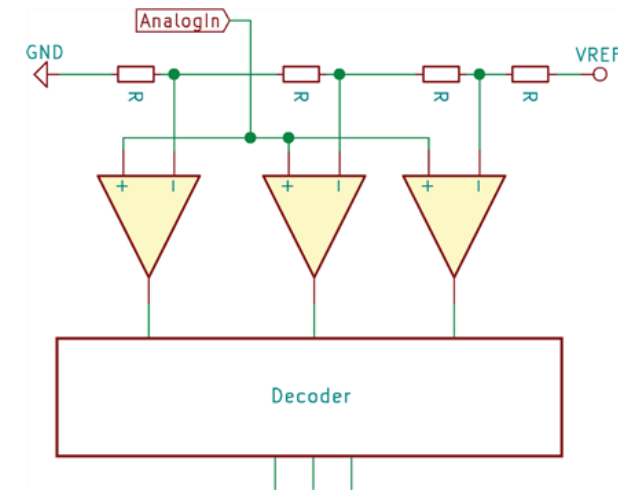 AnalogIn
GND
VREF
R
R
R
R
+ −
+ −
+ −
Decoder